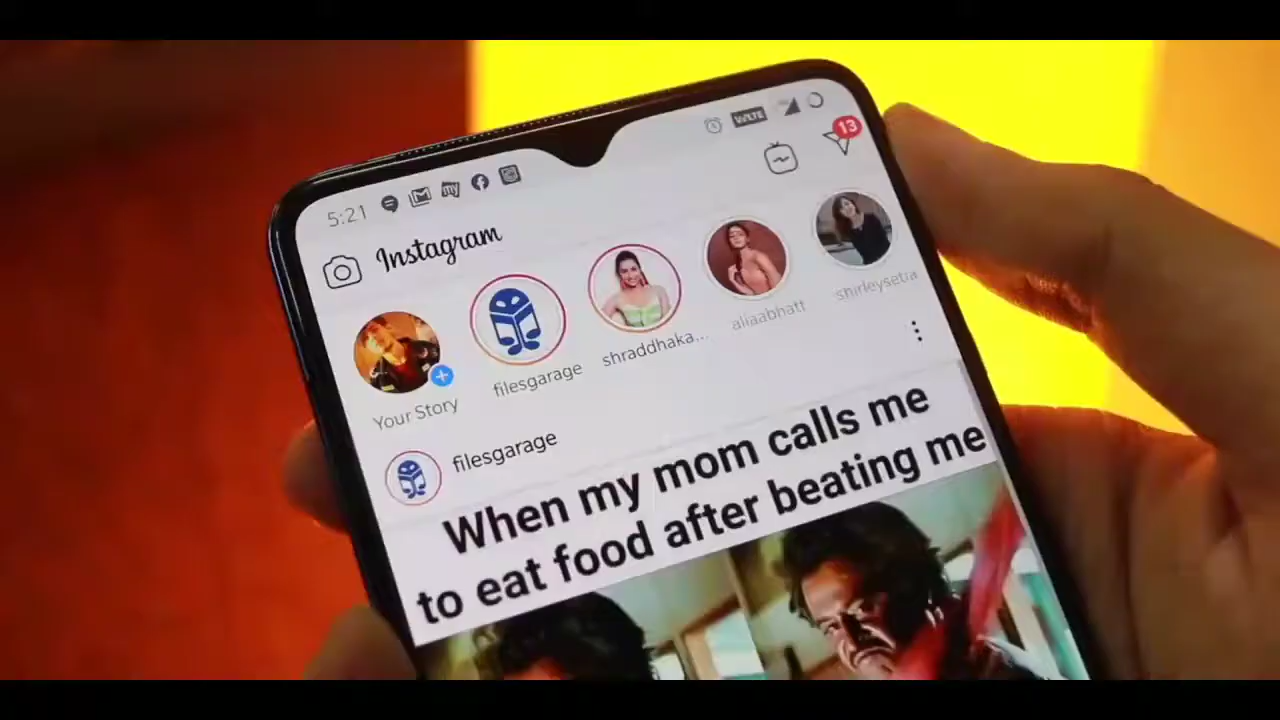 5:21
VoLTE
13
Instagram
Your Story
filesgarage
shraddhaka...
aliaabhatt
shirleysetia
filesgarage
When my mom calls me
to eat food after beating me